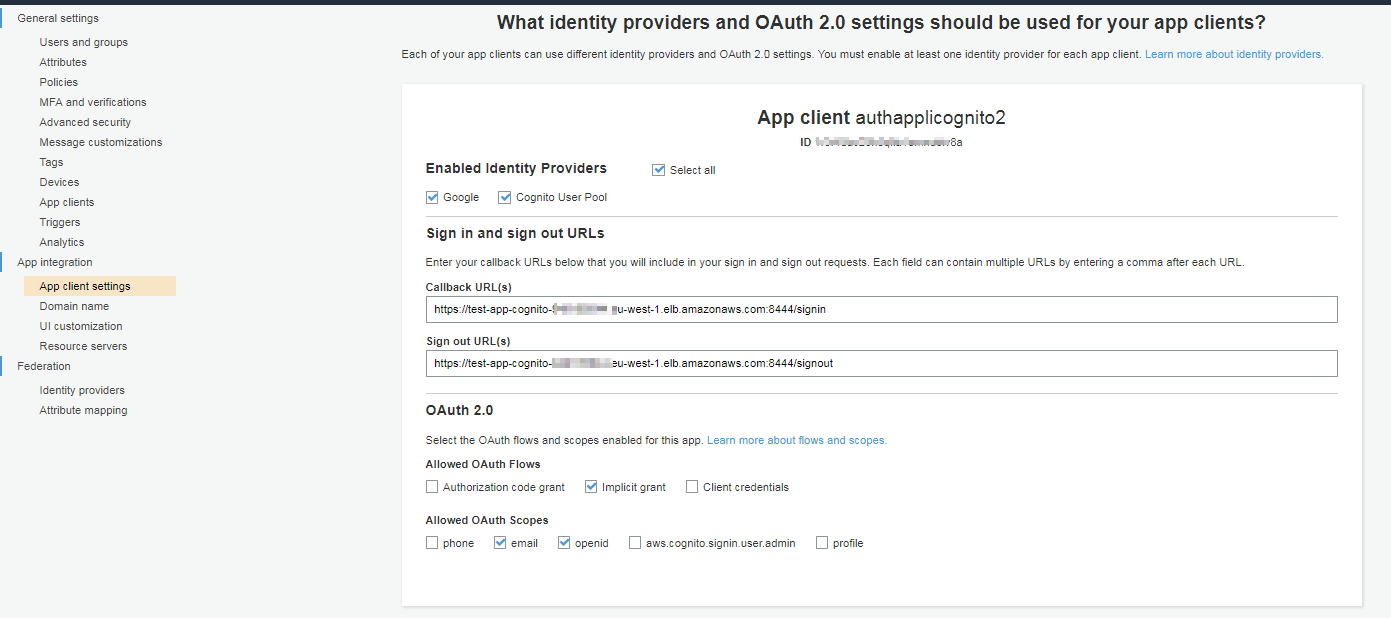 General settings
Users and groups
Attributes
Policies
MFA and verifications
Advanced security
Message customizations
Tags
Devices
App clients
Triggers
Analytics
App integration
App client settings
Domain name
UI customization
Resource servers
Federation
Identity providers
Attribute mapping
What identity providers and OAuth 2.0 settings should be used for your app clients?
Each of your app clients can use different identity providers and OAuth 2.0 settings. You must enable at least one identity provider for each app client. Learn more about identity providers.
App client authapplicognito2
ID
Enabled Identity Providers Select all
Google Cognito User Pool
Sign in and sign out URLs
Enter your callback URLs below that you will include in your sign in and sign out requests. Each field can contain multiple URLs by entering a comma after each URL.
Callback URL(s)
https://test-app-cognito- u-west-1.elb.amazonaws.com:8444/signin
Sign out URL(s)
https://test-app-cognito- eu-west-1.elb.amazonaws.com:8444/signout
OAuth 2.0
Select the OAuth flows and scopes enabled for this app. Learn more about flows and scopes.
Allowed OAuth Flows
Authorization code grant Implicit grant Client credentials
Allowed OAuth Scopes
phone email openid aws.cognito.signin.user.admin profile